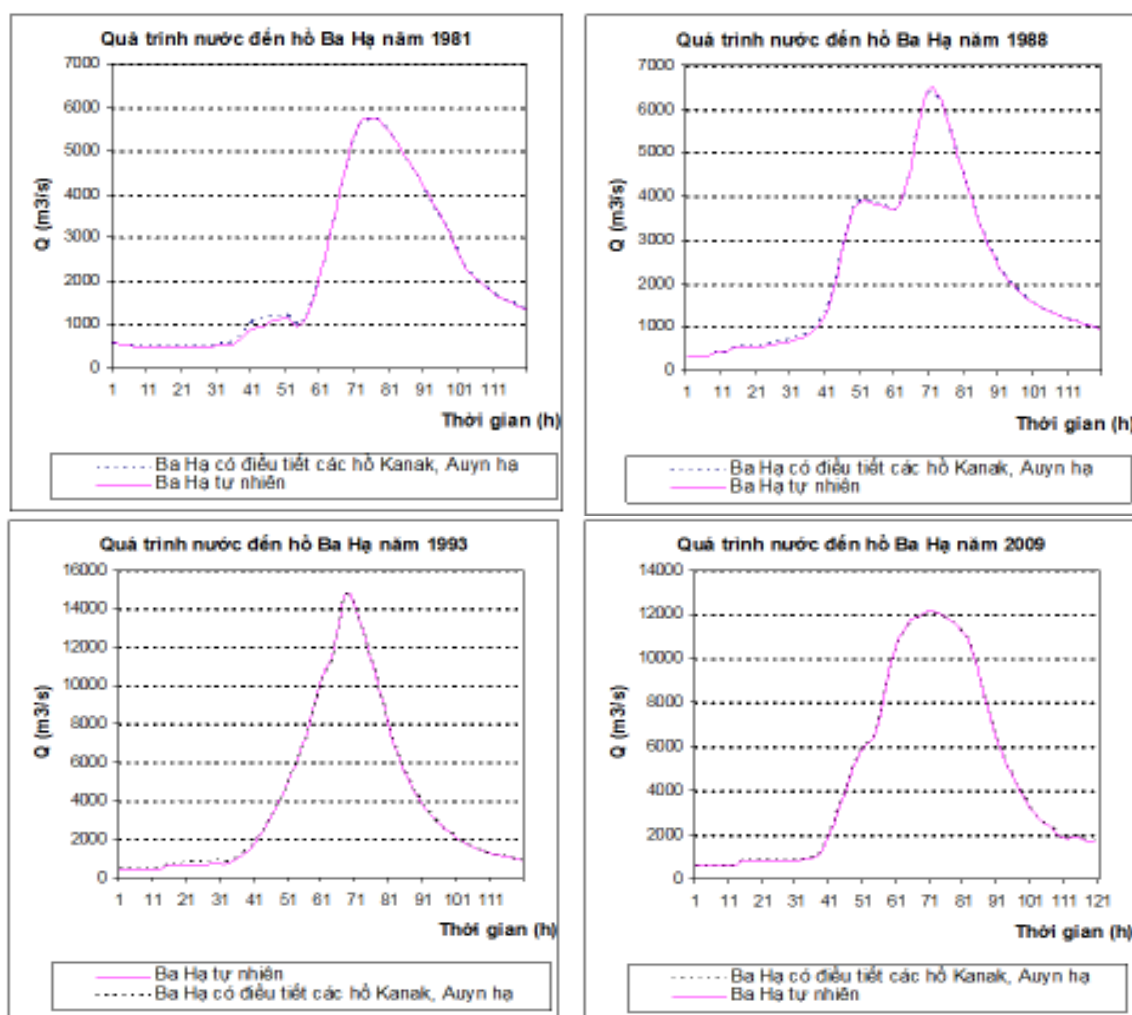 Quá trình nước đến hồ Ba Hạ năm 1981
7000
6000
5000
4000
3000
2000
1000
0
Q (m3/s)
1 11 21 31 41 51 61 71 81 91 101 111
Thời gian (h)
Ba Hạ có điều tiết các hồ Kanak, Auyn hạ
Ba Hạ tự nhiên
Quá trình nước đến hồ Ba Hạ năm 1988
7000
6000
5000
4000
3000
2000
1000
0
Q (m3/s)
1 11 21 31 41 51 61 71 81 91 101 111
Thời gian (h)
Ba Hạ có điều tiết các hồ Kanak, Auyn hạ
Ba Hạ tự nhiên
Quá trình nước đến hồ Ba Hạ năm 1993
16000
14000
12000
10000
8000
6000
4000
2000
0
Q (m3/s)
1 11 21 31 41 51 61 71 81 91 101 111
Thời gian (h)
Ba Hạ tự nhiên
Ba Hạ có điều tiết các hồ Kanak, Auyn hạ
Quá trình nước đến hồ Ba Hạ năm 2009
14000
12000
10000
8000
6000
4000
2000
0
Q (m3/s)
1 11 21 31 41 51 61 71 81 91 101 111 121
Thời gian (h)
Ba Hạ có điều tiết các hồ Kanak, Auyn hạ
Ba Hạ tự nhiên